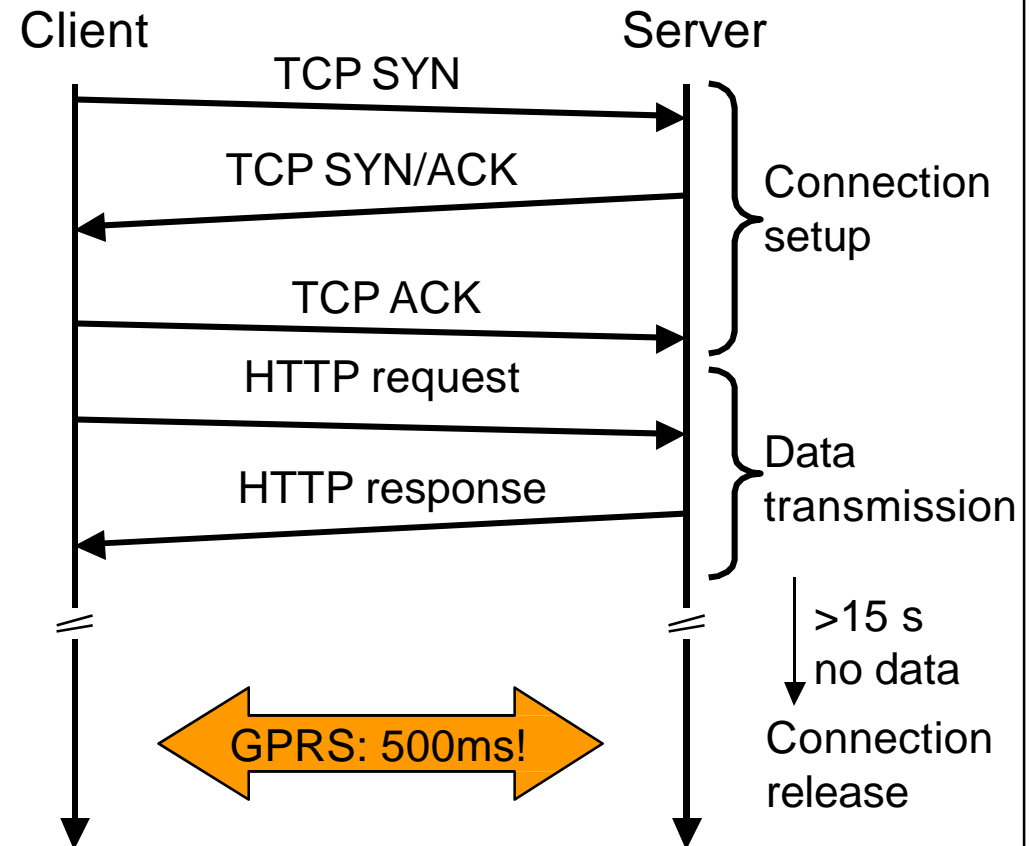 Client
Server
TCP SYN
TCP SYN/ACK
Connection
setup
TCP ACK
HTTP request
Data
transmission
HTTP response
>15 s
no data
GPRS: 500ms!
Connection
release